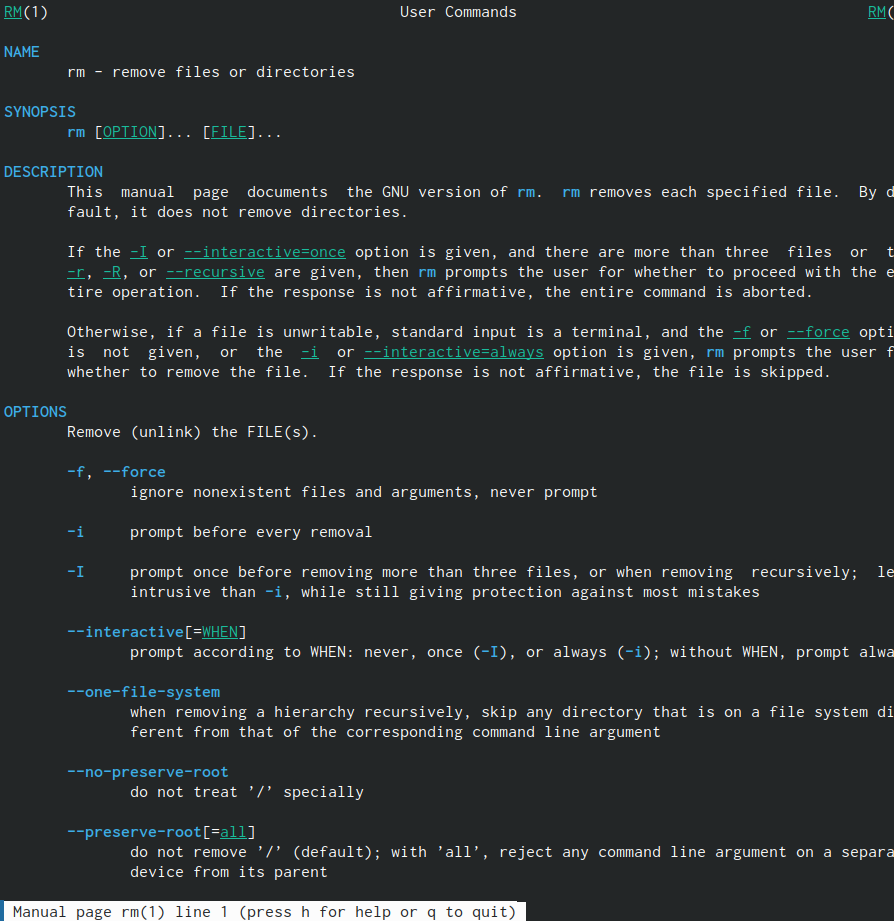 RM(1) User Commands RM(
NAME
rm - remove files or directories
SYNOPSIS
rm [OPTION]... [FILE]...
DESCRIPTION
This manual page documents the GNU version of rm. rm removes each specified file. By d
fault, it does not remove directories.
If the -I or --interactive=once option is given, and there are more than three files or t
-r, -R, or --recursive are given, then rm prompts the user for whether to proceed with the e
tire operation. If the response is not affirmative, the entire command is aborted.
Otherwise, if a file is unwritable, standard input is a terminal, and the -f or --force opti
is not given, or the -i or --interactive=always option is given, rm prompts the user f
whether to remove the file. If the response is not affirmative, the file is skipped.
OPTIONS
Remove (unlink) the FILE(s).
-f, --force
ignore nonexistent files and arguments, never prompt
-i prompt before every removal
-I prompt once before removing more than three files, or when removing recursively; le
intrusive than -i, while still giving protection against most mistakes
--interactive[=WHEN]
prompt according to WHEN: never, once (-I), or always (-i); without WHEN, prompt alwa
--one-file-system
when removing a hierarchy recursively, skip any directory that is on a file system di
ferent from that of the corresponding command line argument
--no-preserve-root
do not treat ’/’ specially
--preserve-root[=all]
do not remove ’/’ (default); with ’all’, reject any command line argument on a separa
device from its parent
Manual page rm(1) line 1 (press h for help or q to quit)